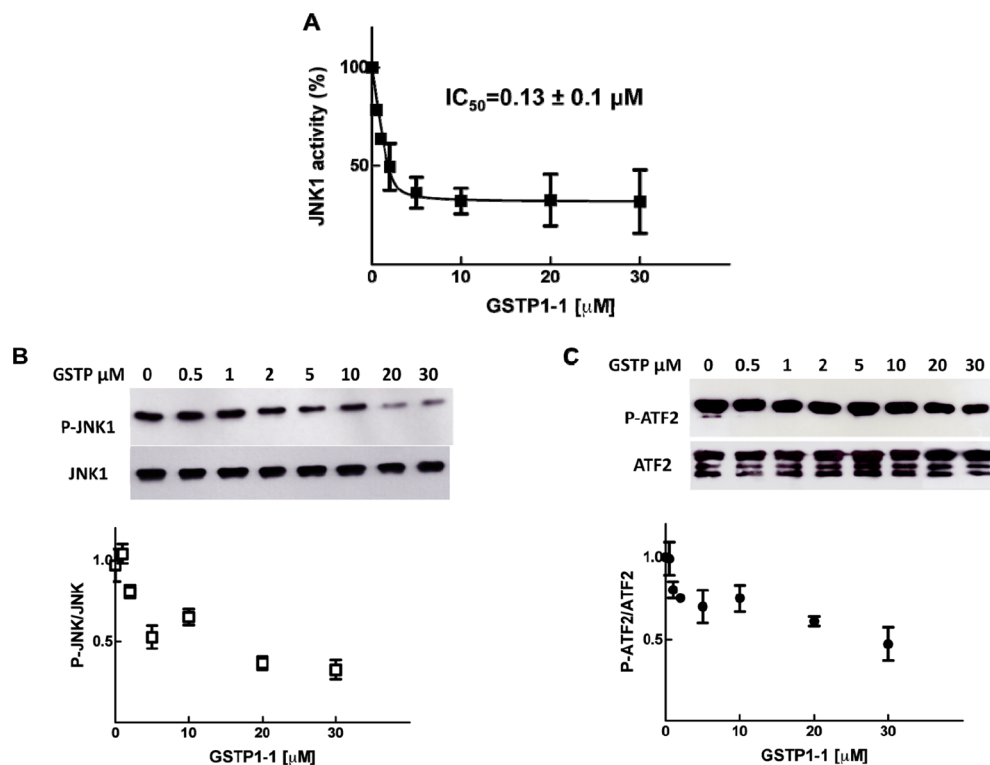 A
JNK1 activity (%)
100
50
IC50=0.13 ± 0.1 μM
0 10 20 30
GSTP1-1 [μM]
B
GSTP μM 0 0.5 1 2 5 10 20 30
P-JNK1
JNK1
P-JNK/JNK
1.0
0.5
0 10 20 30
GSTP1-1 [μM]
C
GSTP μM 0 0.5 1 2 5 10 20 30
P-ATF2
ATF2
P-ATF2/ATF2
1.0
0.5
0 10 20 30
GSTP1-1 [μM]